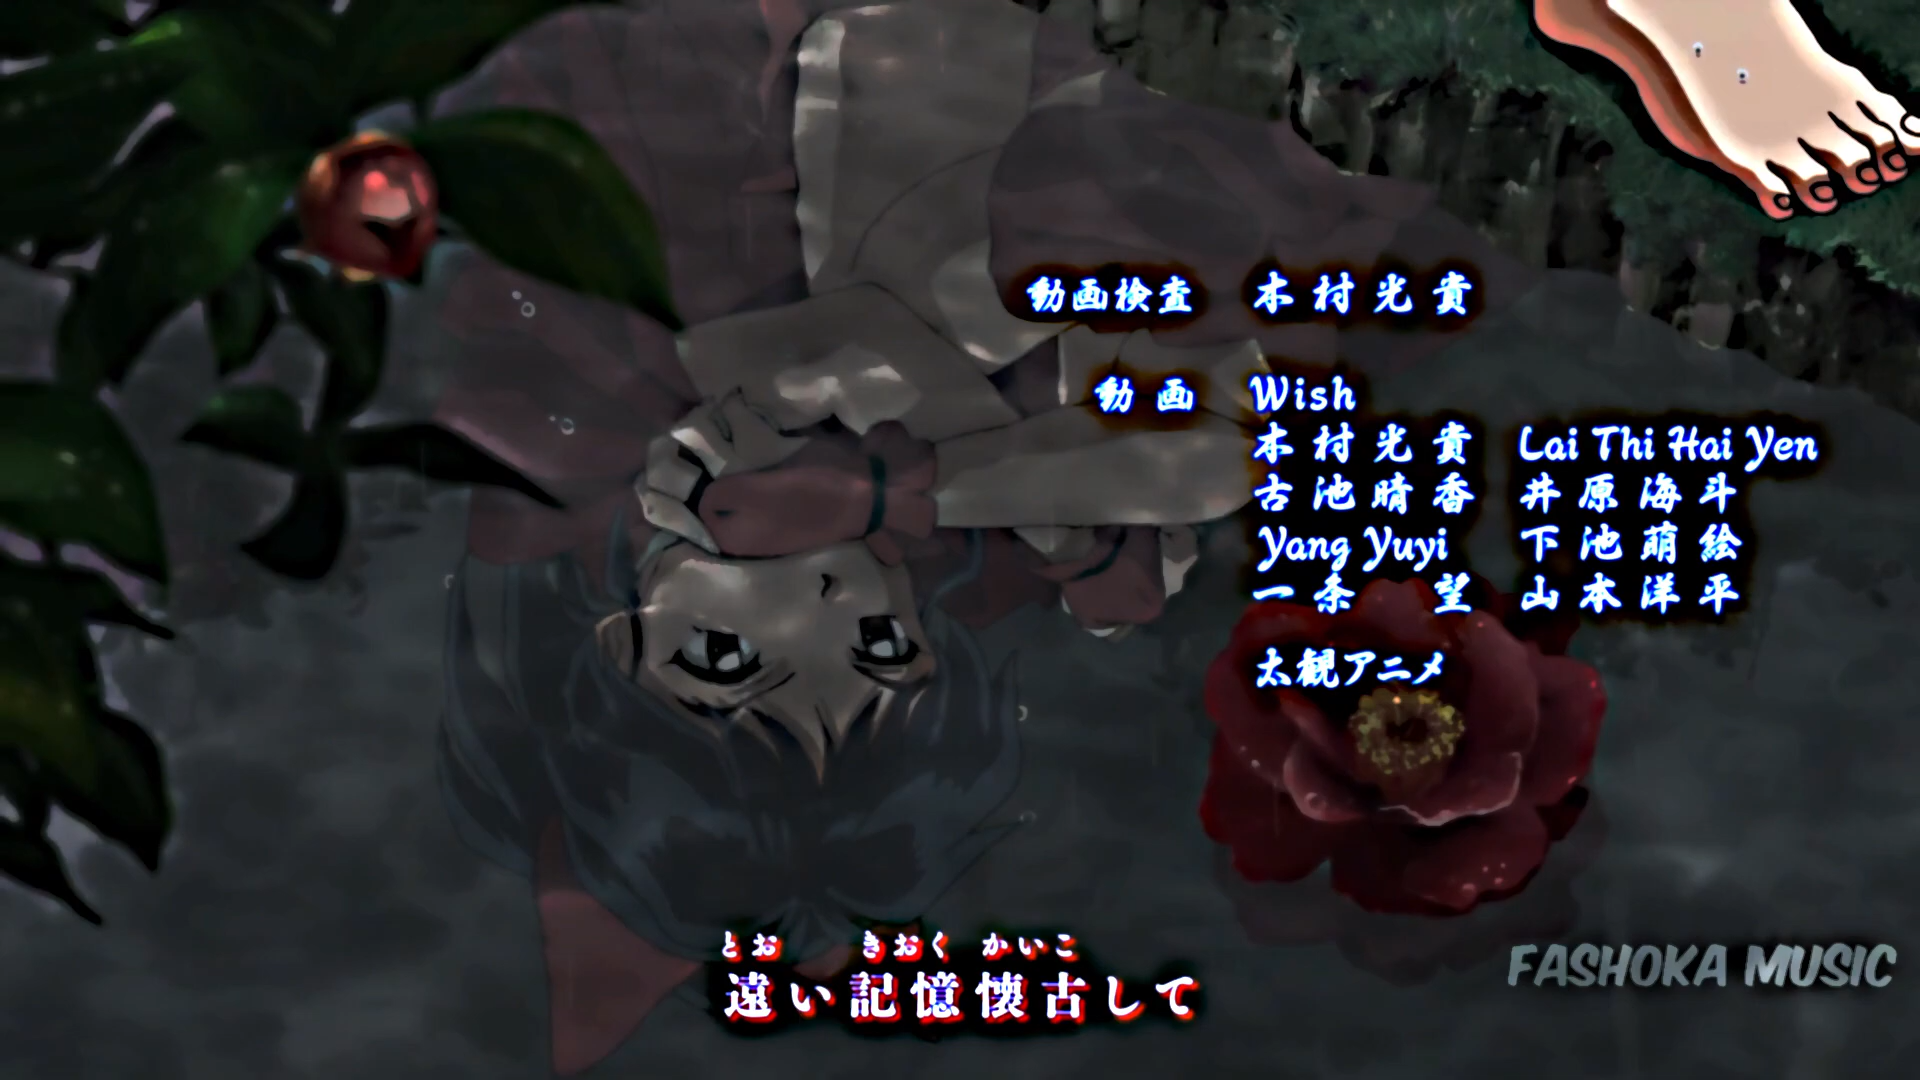 動画検査 木村光貴
動画 Wish
木村光貴 Lai Thi Hai Yen
古池晴香 井原海斗
Yang Yuyi 下池萌絵
一条望 山本洋平
太観アニメ
とお きおく かいこ
遠い記憶懐古して
FASHOKA MUSIC